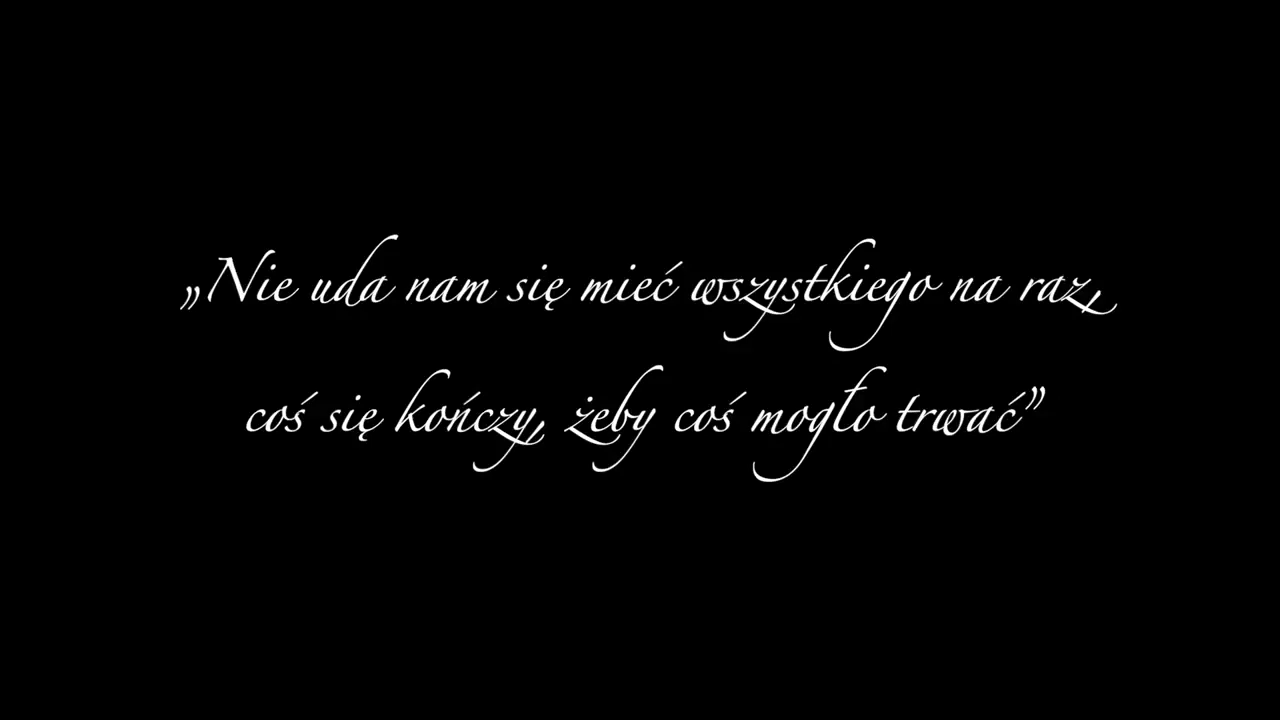 „Nie uda nam się mieć wszystkiego na raz,
coś się kończy, żeby coś mogło trwać”